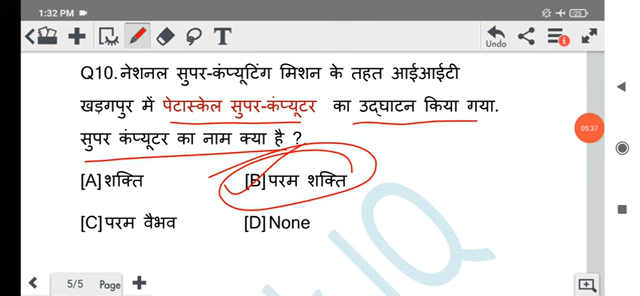 1:32 PM
Undo
Q10. नेशनल सुपर-कंप्यूटिंग मिशन के तहत आईआईटी
खड़गपुर में पेटास्केल सुपर-कंप्यूटर का उद्घाटन किया गया.
सुपर कंप्यूटर का नाम क्या है ?
[A] शक्ति [B] परम शक्ति
[C] परम वैभव [D] None
05:37
5/5 Page